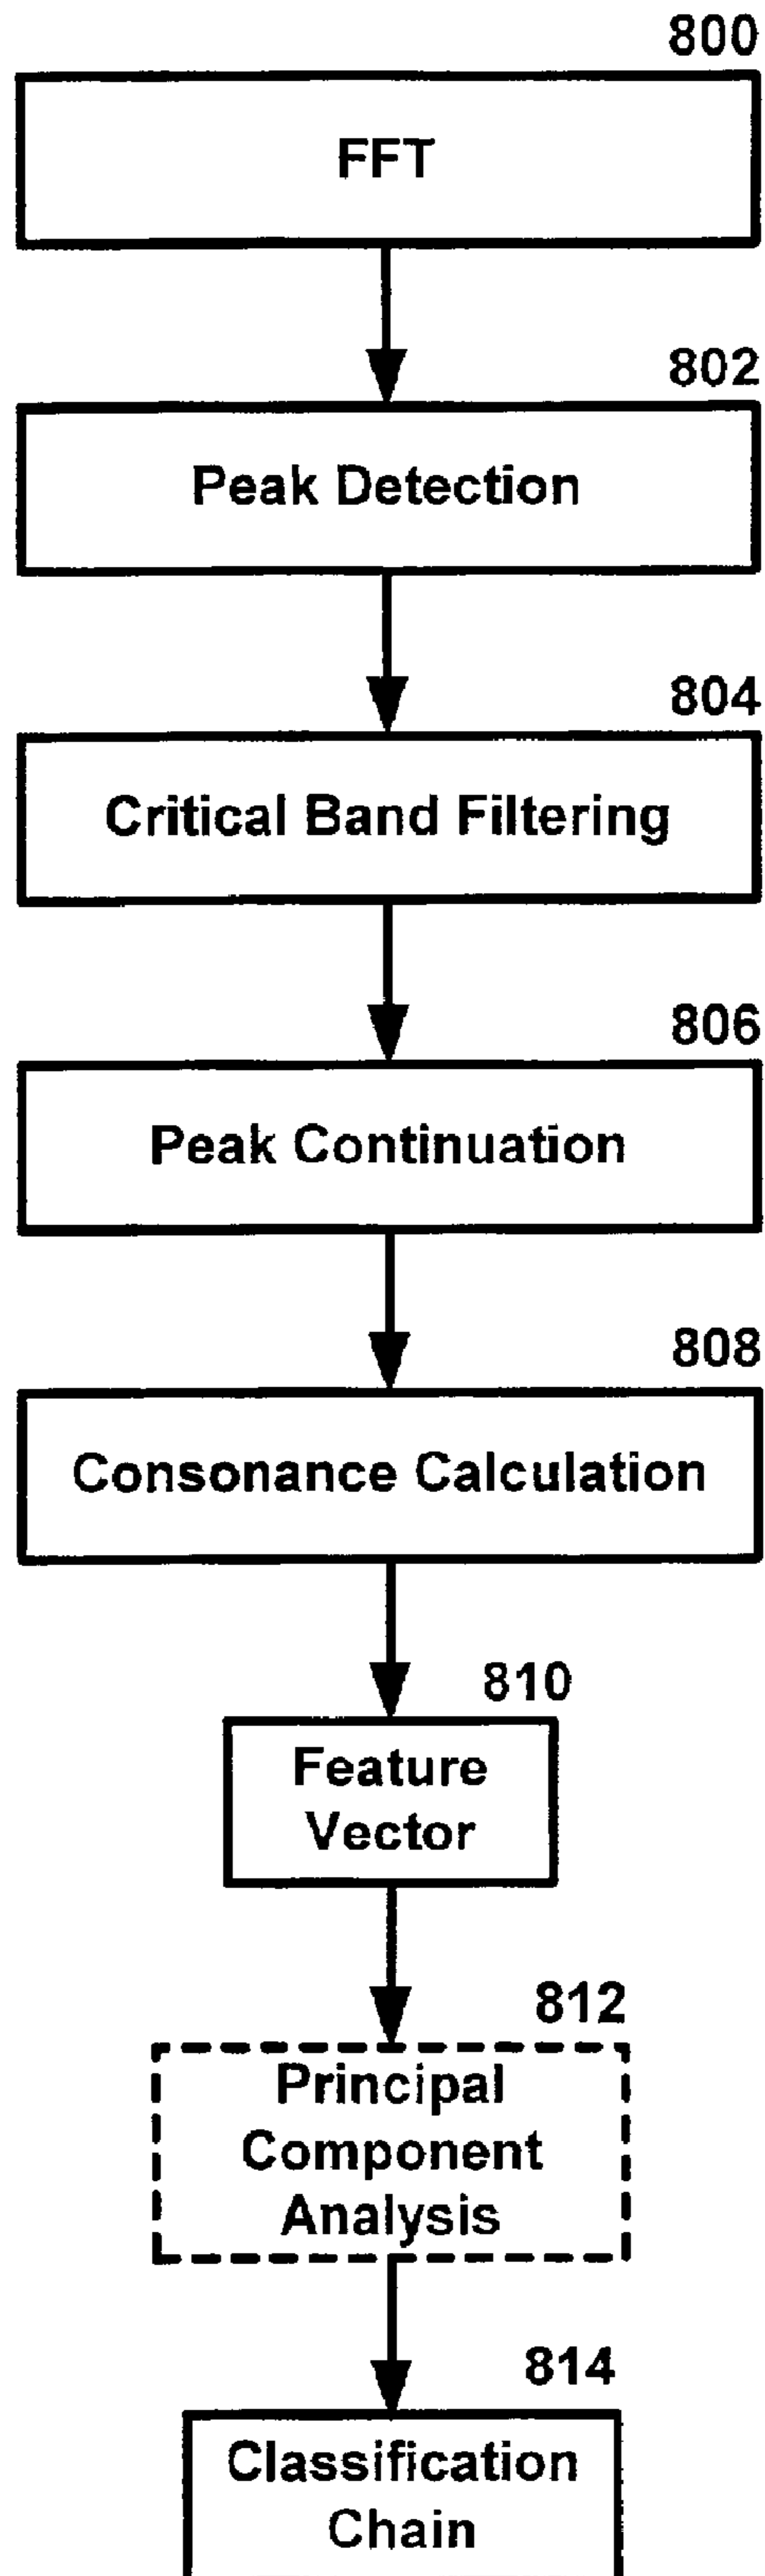 800
FFT
802
Peak Detection
804
Critical Band Filtering
806
Peak Continuation
808
Consonance Calculation
810
Feature
Vector
812
Principal
Component
Analysis
814
Classification
Chain